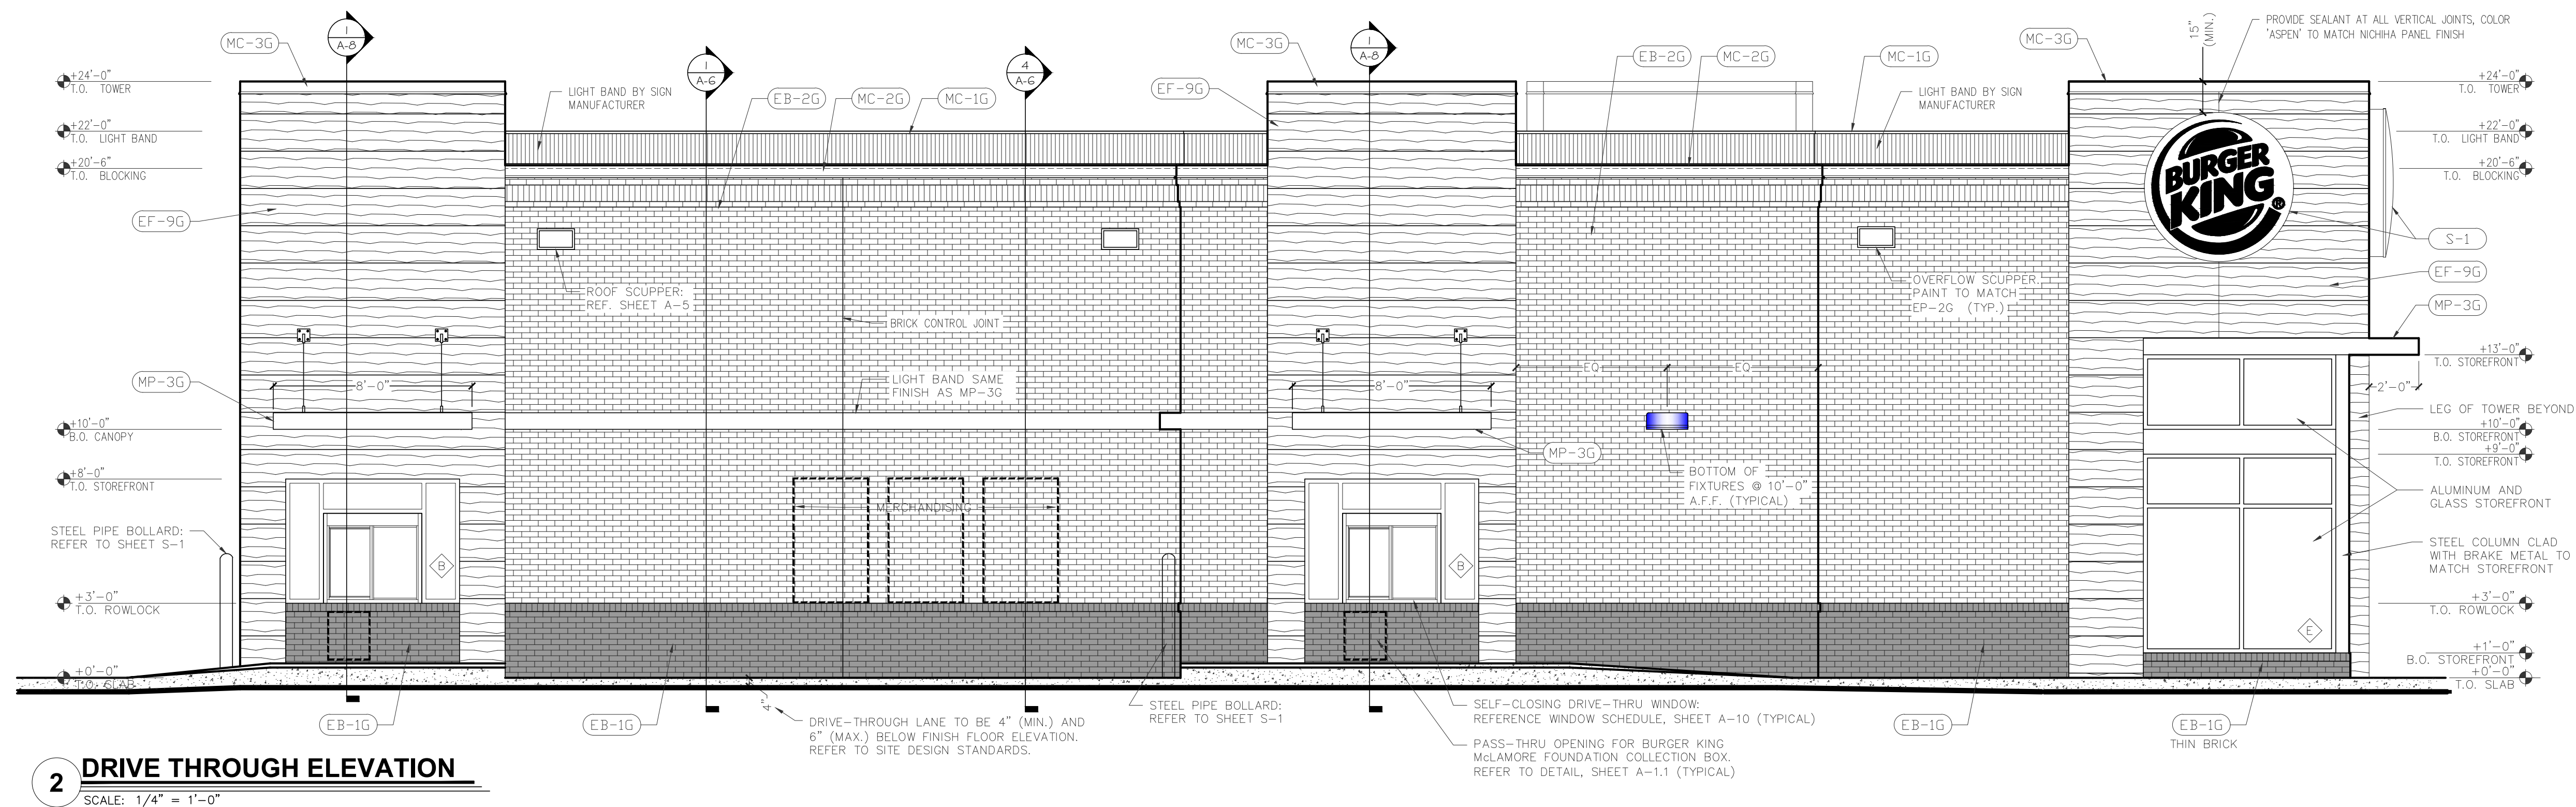 MC-3G
1
A-8
1
A-6
4
A-6
MC-3G
1
A-8
MC-3G
15"
(MIN.)
PROVIDE SEALANT AT ALL VERTICAL JOINTS, COLOR
'ASPEN' TO MATCH NICHIHA PANEL FINISH
+24'-0"
T.O. TOWER
LIGHT BAND BY SIGN
MANUFACTURER
EB-2G
MC-2G
MC-1G
EF-9G
EB-2G
MC-2G
MC-1G
LIGHT BAND BY SIGN
MANUFACTURER
+24'-0"
T.O. TOWER
+22'-0"
T.O. LIGHT BAND
+22'-0"
T.O. LIGHT BAND
+20'-6"
T.O. BLOCKING
+20'-6"
T.O. BLOCKING
BURGER
KING
®
EF-9G
S-1
EF-9G
MP-3G
ROOF SCUPPER:
REF. SHEET A-5
OVERFLOW SCUPPER.
PAINT TO MATCH
EP-2G (TYP.)
BRICK CONTROL JOINT
+13'-0"
T.O. STOREFRONT
MP-3G
8'-0"
LIGHT BAND SAME
FINISH AS MP-3G
8'-0"
EQ
EQ
2'-0"
LEG OF TOWER BEYOND
+10'-0"
B.O. CANOPY
+10'-0"
B.O. STOREFRONT
+9'-0"
T.O. STOREFRONT
MP-3G
+8'-0"
T.O. STOREFRONT
BOTTOM OF
FIXTURES @ 10'-0"
A.F.F. (TYPICAL)
ALUMINUM AND
GLASS STOREFRONT
MERCHANDISING
STEEL PIPE BOLLARD:
REFER TO SHEET S-1
B
B
STEEL COLUMN CLAD
WITH BRAKE METAL TO
MATCH STOREFRONT
+3'-0"
T.O. ROWLOCK
+3'-0"
T.O. ROWLOCK
E
+1'-0"
B.O. STOREFRONT
+0'-0"
T.O. SLAB
+0'-0"
T.O. SLAB
4"
EB-1G
EB-1G
DRIVE-THROUGH LANE TO BE 4" (MIN.) AND
6" (MAX.) BELOW FINISH FLOOR ELEVATION.
REFER TO SITE DESIGN STANDARDS.
STEEL PIPE BOLLARD:
REFER TO SHEET S-1
SELF-CLOSING DRIVE-THRU WINDOW:
REFERENCE WINDOW SCHEDULE, SHEET A-10 (TYPICAL)
PASS-THRU OPENING FOR BURGER KING
McLAMORE FOUNDATION COLLECTION BOX.
REFER TO DETAIL, SHEET A-1.1 (TYPICAL)
EB-1G
EB-1G
THIN BRICK
2
DRIVE THROUGH ELEVATION
SCALE: 1/4" = 1'-0"